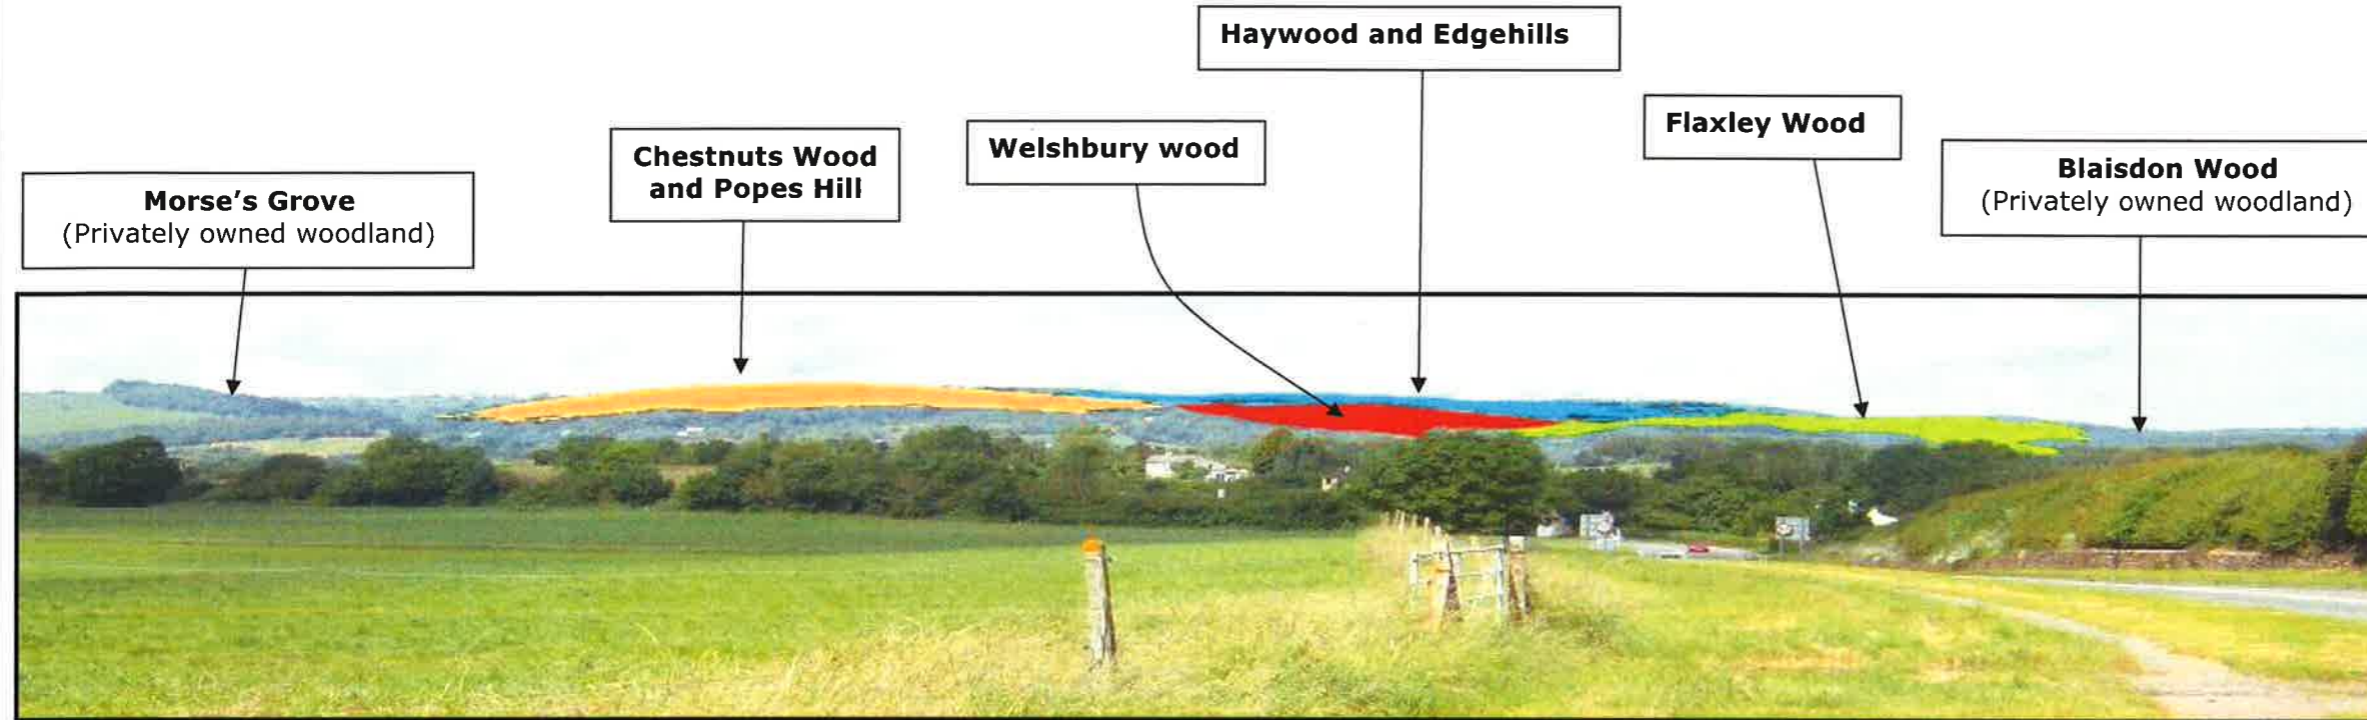 Haywood and Edgehills
Flaxley Wood
Welshbury wood
Chestnuts Wood
and Popes Hill
Blaisdon Wood
(Privately owned woodland)
Morse's Grove
(Privately owned woodland)